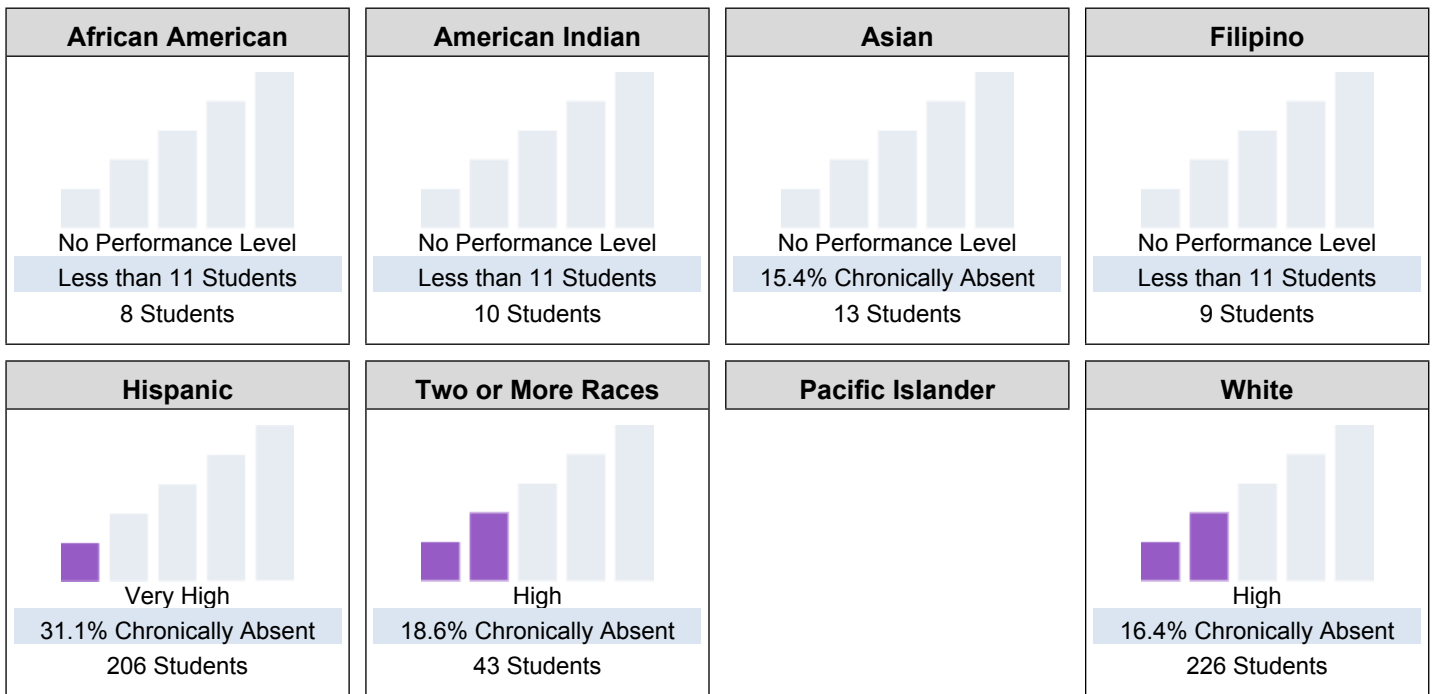 African American
No Performance Level
Less than 11 Students
8 Students
American Indian
No Performance Level
Less than 11 Students
10 Students
Asian
No Performance Level
15.4% Chronically Absent
13 Students
Filipino
No Performance Level
Less than 11 Students
9 Students
Hispanic
Very High
31.1% Chronically Absent
206 Students
Two or More Races
High
18.6% Chronically Absent
43 Students
Pacific Islander
White
High
16.4% Chronically Absent
226 Students